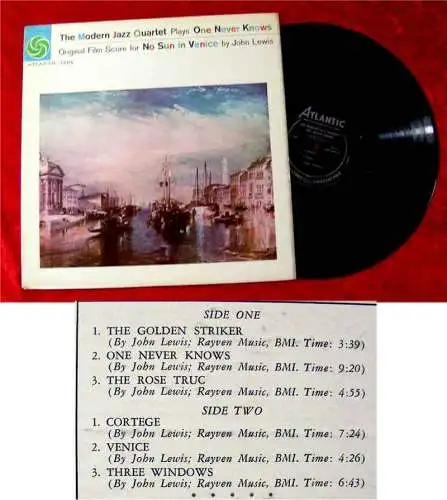 The Modern Jazz Quartet Plays One Never Knows
Original Film Score for No Sun in Venice by John Lewis
ATLANTIC
ATLANTIC
SIDE ONE
1. THE GOLDEN STRIKER
(By John Lewis; Rayven Music, BMI. Time: 3:39)
2. ONE NEVER KNOWS
(By John Lewis; Rayven Music, BMI. Time: 9:20)
3. THE ROSE TRUC
(By John Lewis; Rayven Music, BMI. Time: 4:55)
SIDE TWO
1. CORTEGE
(By John Lewis; Rayven Music, BMI. Time: 7:24)
2. VENICE
(By John Lewis; Rayven Music, BMI. Time: 4:26)
3. THREE WINDOWS
(By John Lewis; Rayven Music, BMI. Time: 6:43)